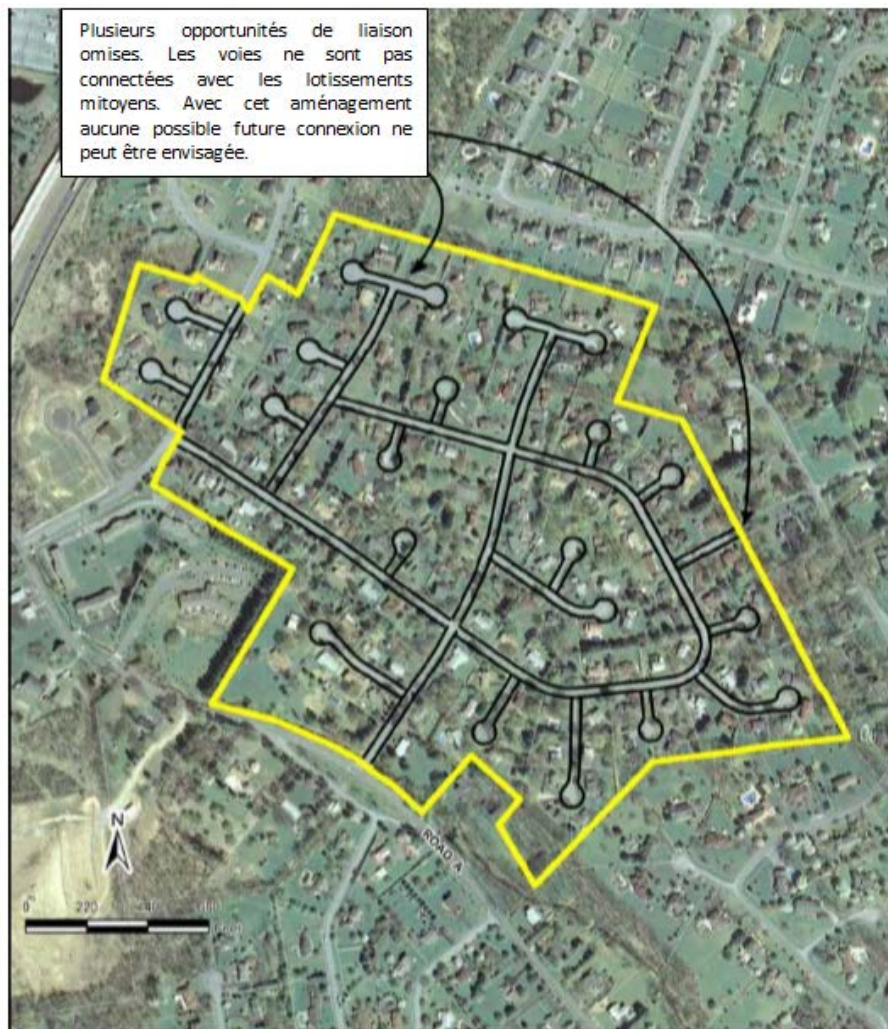 Plusieurs opportunités de liaison
omises. Les voies ne sont pas
connectées avec les lotissements
mitoyens. Avec cet aménagement
aucune possible future connexion ne
peut être envisagée.
N
ROAD A
0 220